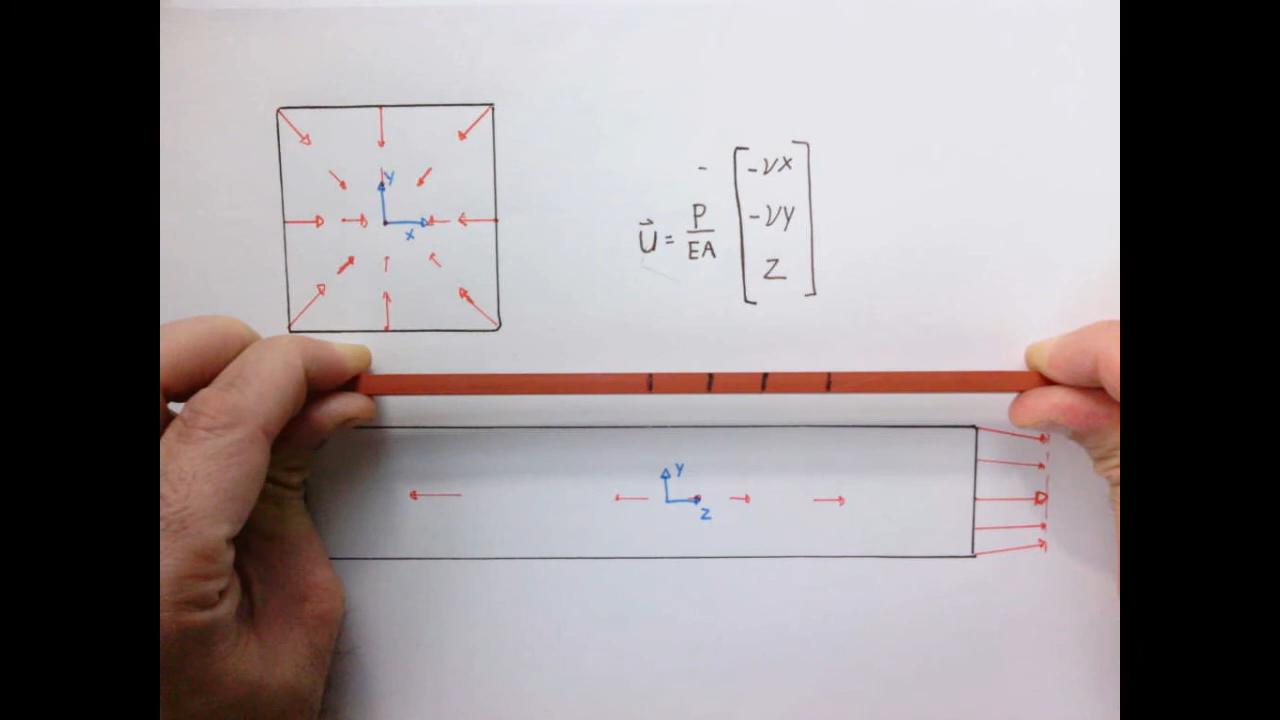 Y
X
U⃗ = P/EA [-νx
-νy
z]
Y
Z